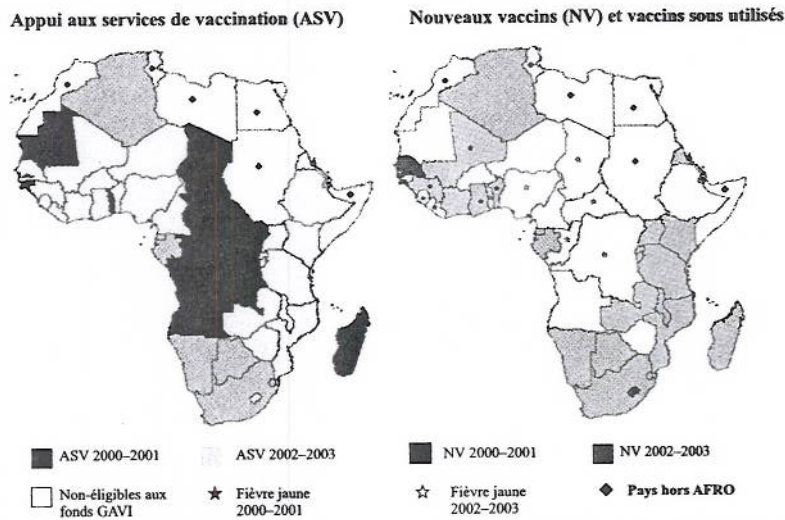 Appui aux services de vaccination (ASV)
Nouveaux vaccins (NV) et vaccins sous utilisés
ASV 2000–2001
ASV 2002–2003
NV 2000–2001
NV 2002–2003
Non-éligibles aux
fonds GAVI
Fièvre jaune
2000–2001
Fièvre jaune
2002–2003
Pays hors AFRO